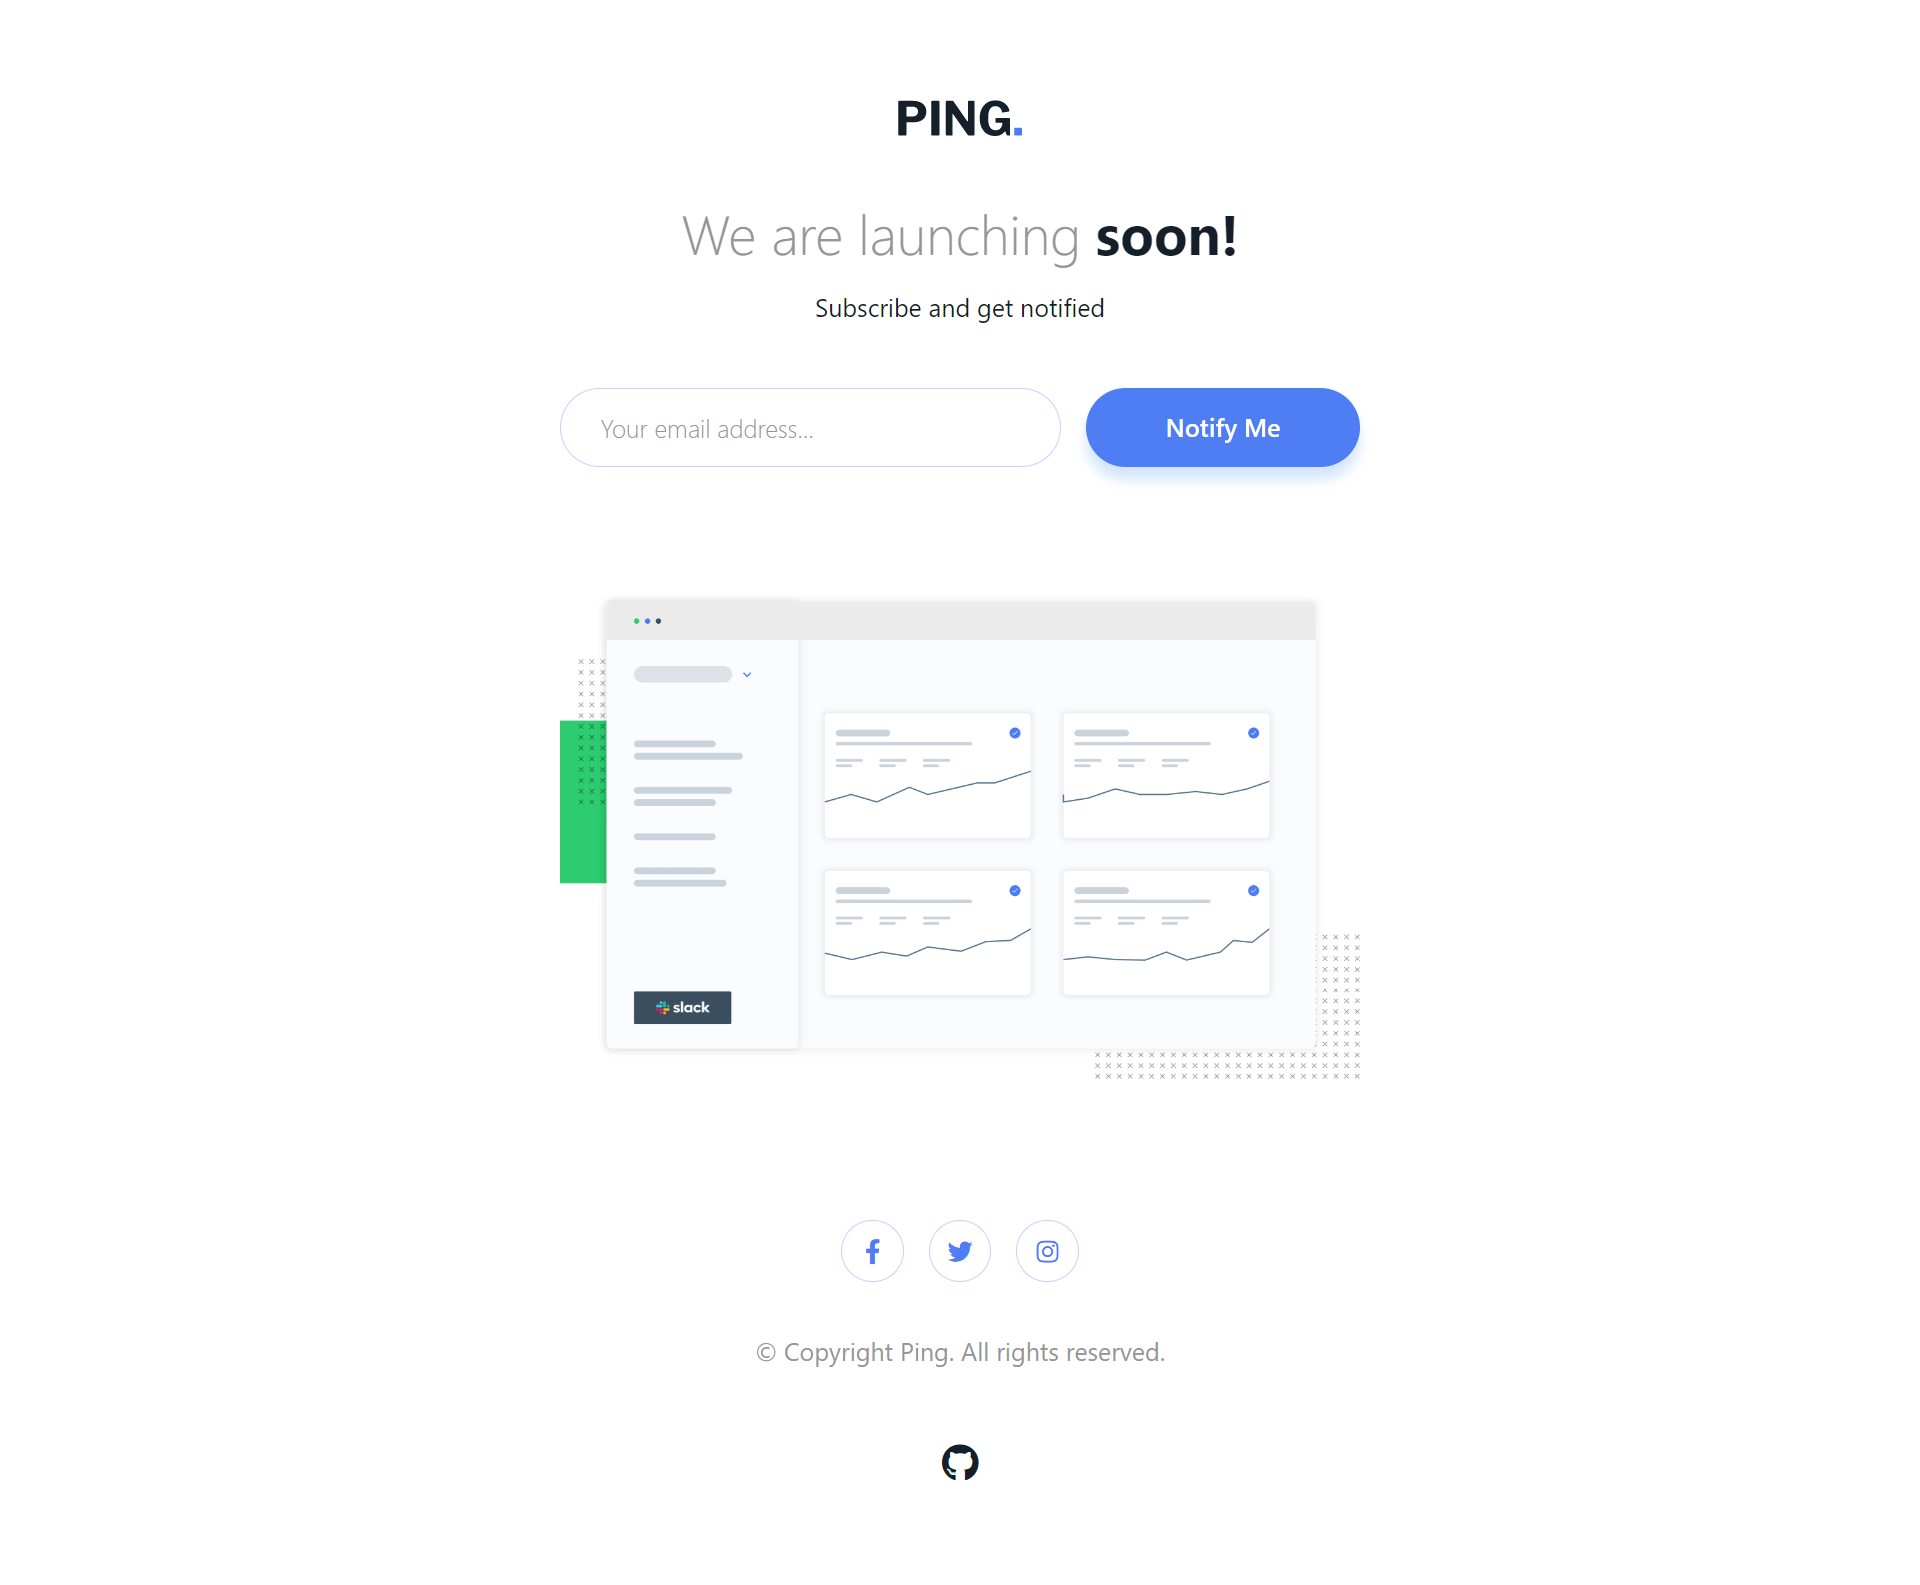 PING.
We are launching soon!
Subscribe and get notified
Your email address...
Notify Me
slack
© Copyright Ping. All rights reserved.